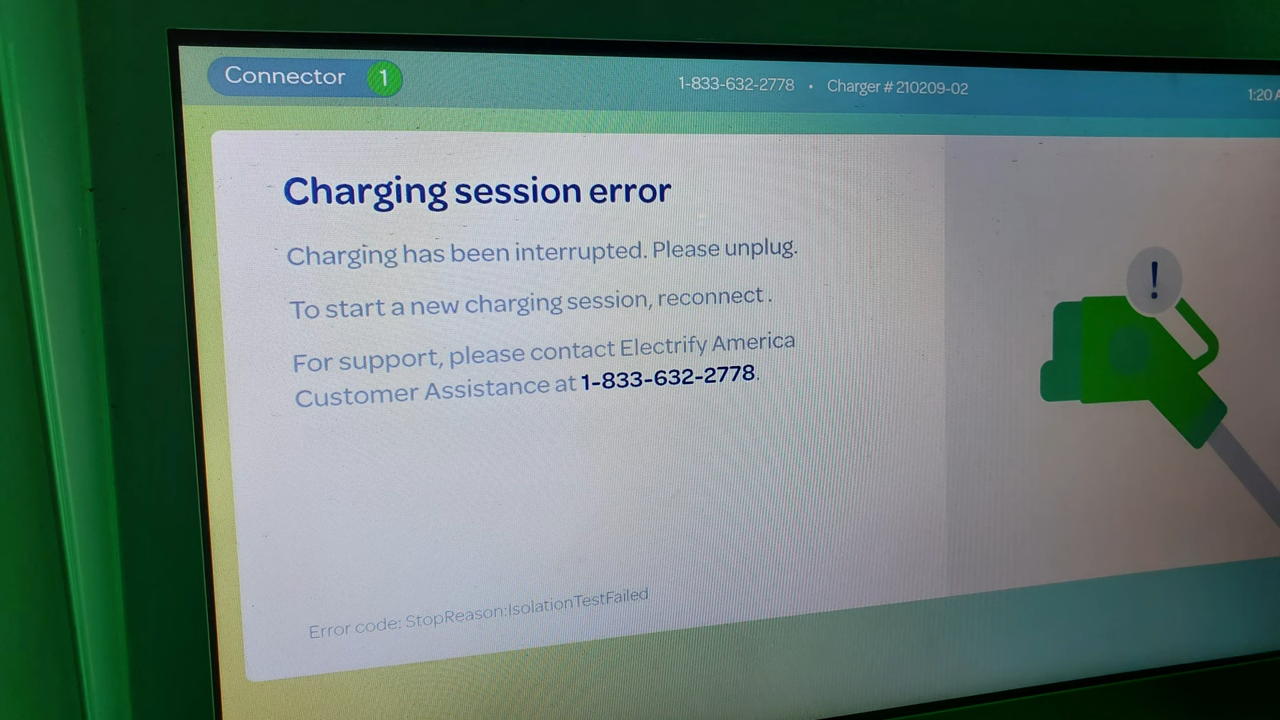 Connector 1
1-833-632-2778 • Charger # 210209-02
1:20
Charging session error
Charging has been interrupted. Please unplug.
To start a new charging session, reconnect.
For support, please contact Electrify America
Customer Assistance at 1-833-632-2778.
!
Error code: StopReason:IsolationTestFailed